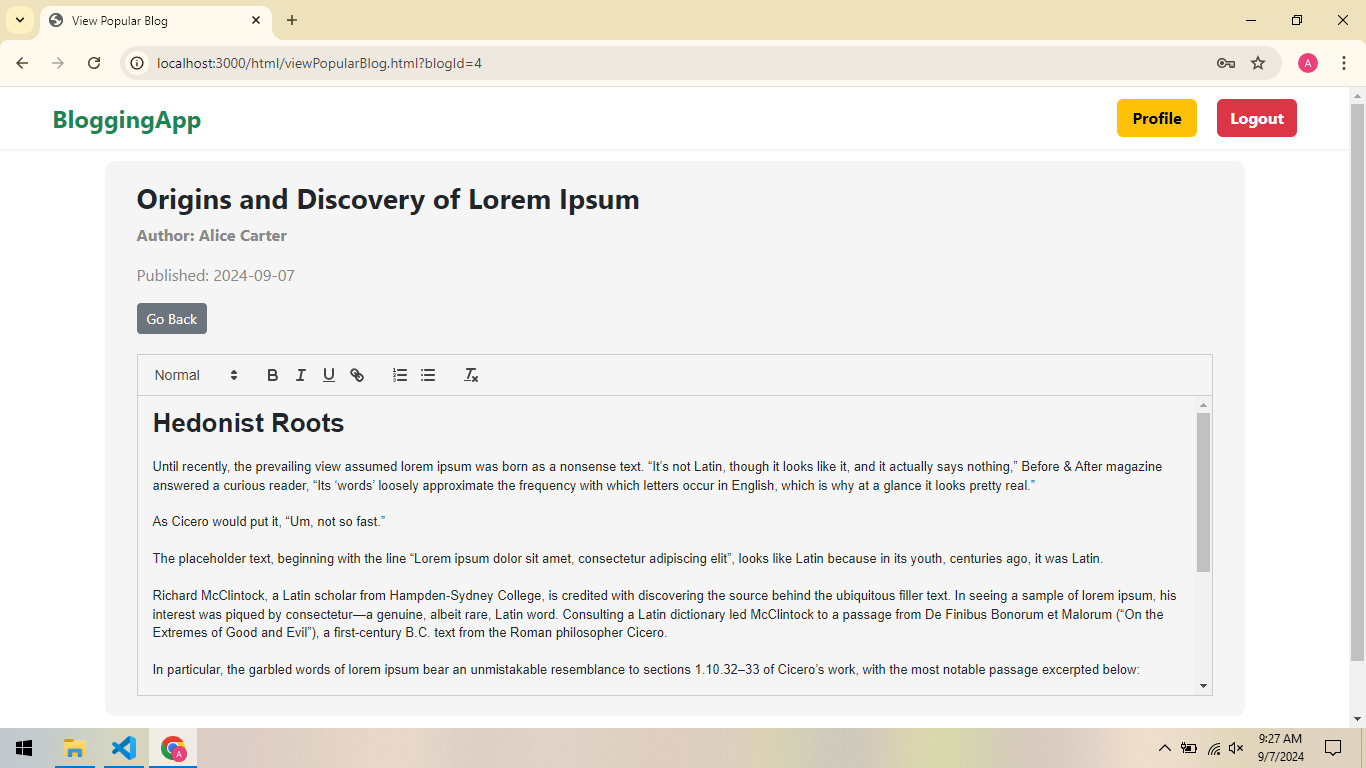 View Popular Blog
localhost:3000/html/viewPopularBlog.html?blogId=4
A
BloggingApp
Profile
Logout
Origins and Discovery of Lorem Ipsum
Author: Alice Carter
Published: 2024-09-07
Go Back
Normal
B I U
Hedonist Roots
Until recently, the prevailing view assumed lorem ipsum was born as a nonsense text. “It’s not Latin, though it looks like it, and it actually says nothing,” Before & After magazine
answered a curious reader, “Its ‘words’ loosely approximate the frequency with which letters occur in English, which is why at a glance it looks pretty real.”
As Cicero would put it, “Um, not so fast.”
The placeholder text, beginning with the line “Lorem ipsum dolor sit amet, consectetur adipiscing elit”, looks like Latin because in its youth, centuries ago, it was Latin.
Richard McClintock, a Latin scholar from Hampden-Sydney College, is credited with discovering the source behind the ubiquitous filler text. In seeing a sample of lorem ipsum, his
interest was piqued by consectetur—a genuine, albeit rare, Latin word. Consulting a Latin dictionary led McClintock to a passage from De Finibus Bonorum et Malorum (“On the
Extremes of Good and Evil”), a first-century B.C. text from the Roman philosopher Cicero.
In particular, the garbled words of lorem ipsum bear an unmistakable resemblance to sections 1.10.32–33 of Cicero’s work, with the most notable passage excerpted below:
A
9:27 AM
9/7/2024